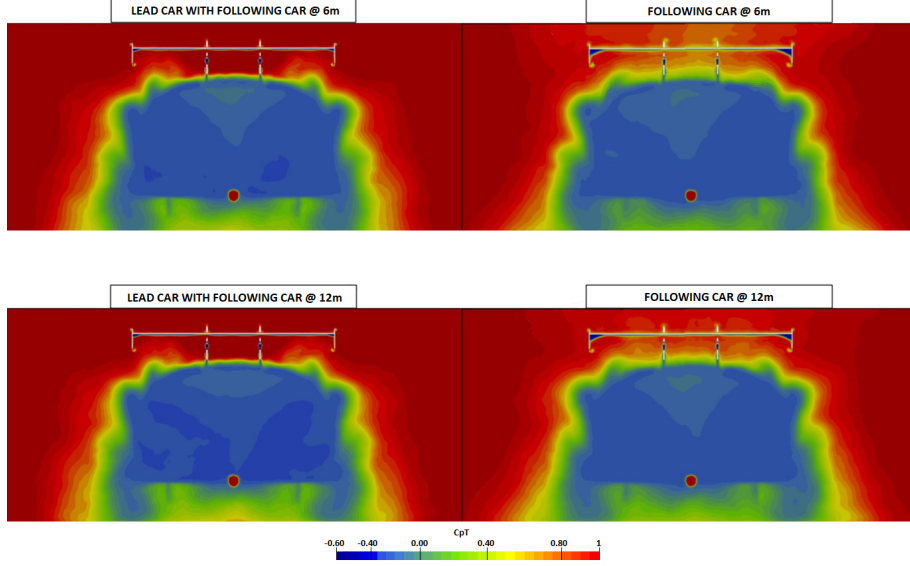 LEAD CAR WITH FOLLOWING CAR @ 6m
FOLLOWING CAR @ 6m
LEAD CAR WITH FOLLOWING CAR @ 12m
FOLLOWING CAR @ 12m
CpT
-0.60 -0.40 0.00 0.40 0.80 1